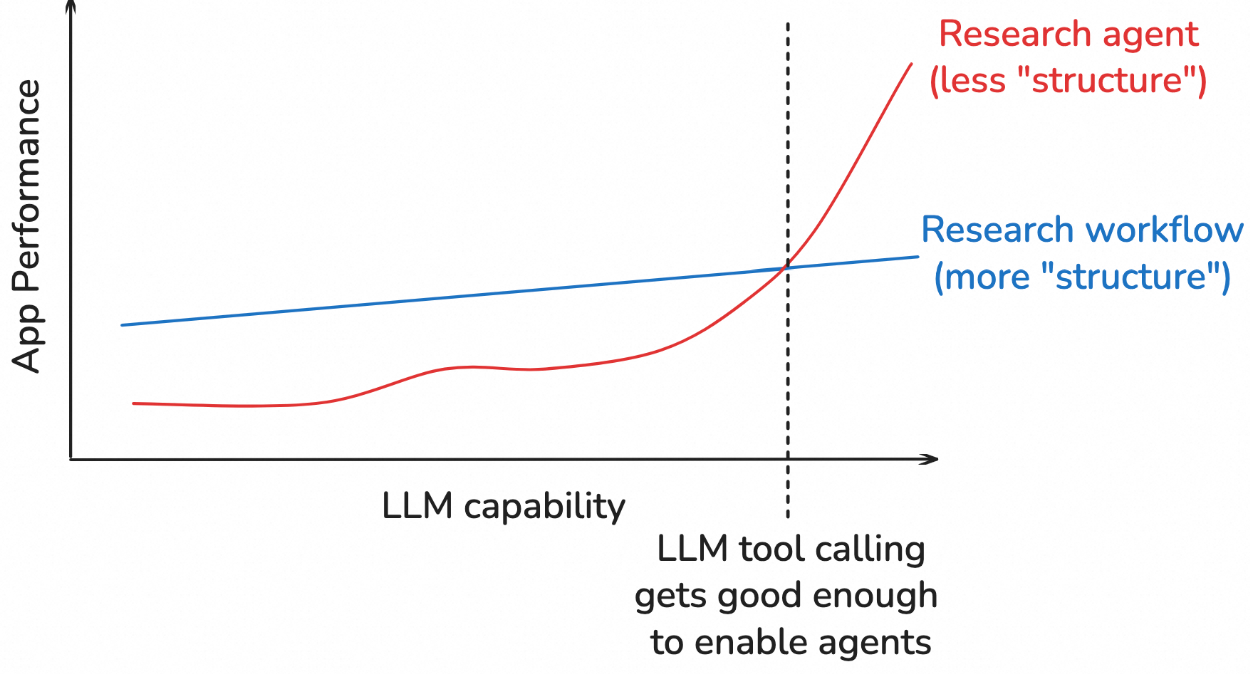 Research agent
(less "structure")
App Performance
Research workflow
(more "structure")
LLM capability
LLM tool calling
gets good enough
to enable agents